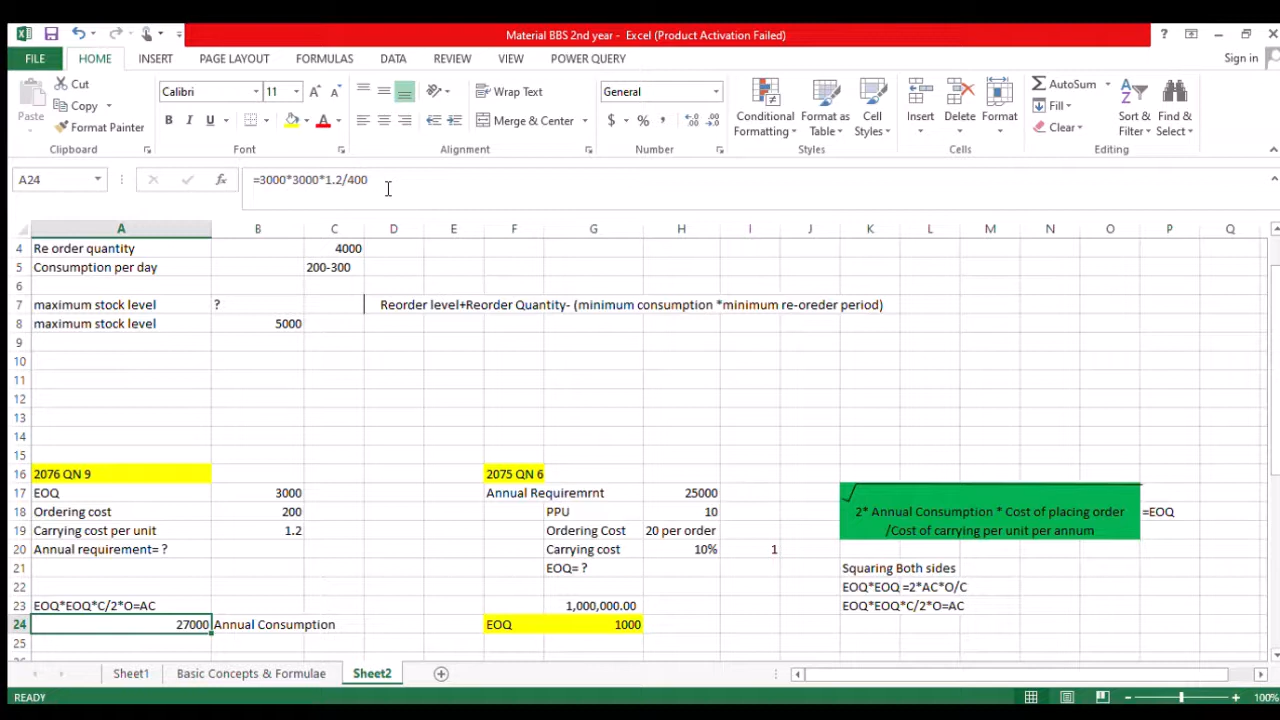 Material BBS 2nd year - Excel (Product Activation Failed)
FILE HOME INSERT PAGE LAYOUT FORMULAS DATA REVIEW VIEW POWER QUERY Sign in
Cut Calibri 11 Wrap Text General AutoSum
Copy Fill
Paste Format Painter Merge & Center $ % Conditional Formatting Format as Table Cell Styles Insert Delete Format Clear Sort & Filter Find & Select
Clipboard Font Alignment Number Styles Cells Editing
A24 fx =3000*3000*1.2/400
A B C D E F G H I J K L M N O P Q
4 Re order quantity 4000
5 Consumption per day 200-300
6
7 maximum stock level ? Reorder level+Reorder Quantity- (minimum consumption *minimum re-oreder period)
8 maximum stock level 5000
9
10
11
12
13
14
15
16 2076 QN 9 2075 QN 6
17 EOQ 3000 Annual Requiremrnt 25000
18 Ordering cost 200 PPU 10 2* Annual Consumption * Cost of placing order =EOQ
19 Carrying cost per unit 1.2 Ordering Cost 20 per order /Cost of carrying per unit per annum
20 Annual requirement= ? Carrying cost 10% 1
21 EOQ= ? Squaring Both sides
22 EOQ*EOQ =2*AC*O/C
23 EOQ*EOQ*C/2*O=AC 1,000,000.00 EOQ*EOQ*C/2*O=AC
24 27000 Annual Consumption EOQ 1000
25
Sheet1 Basic Concepts & Formulae Sheet2
READY 100%